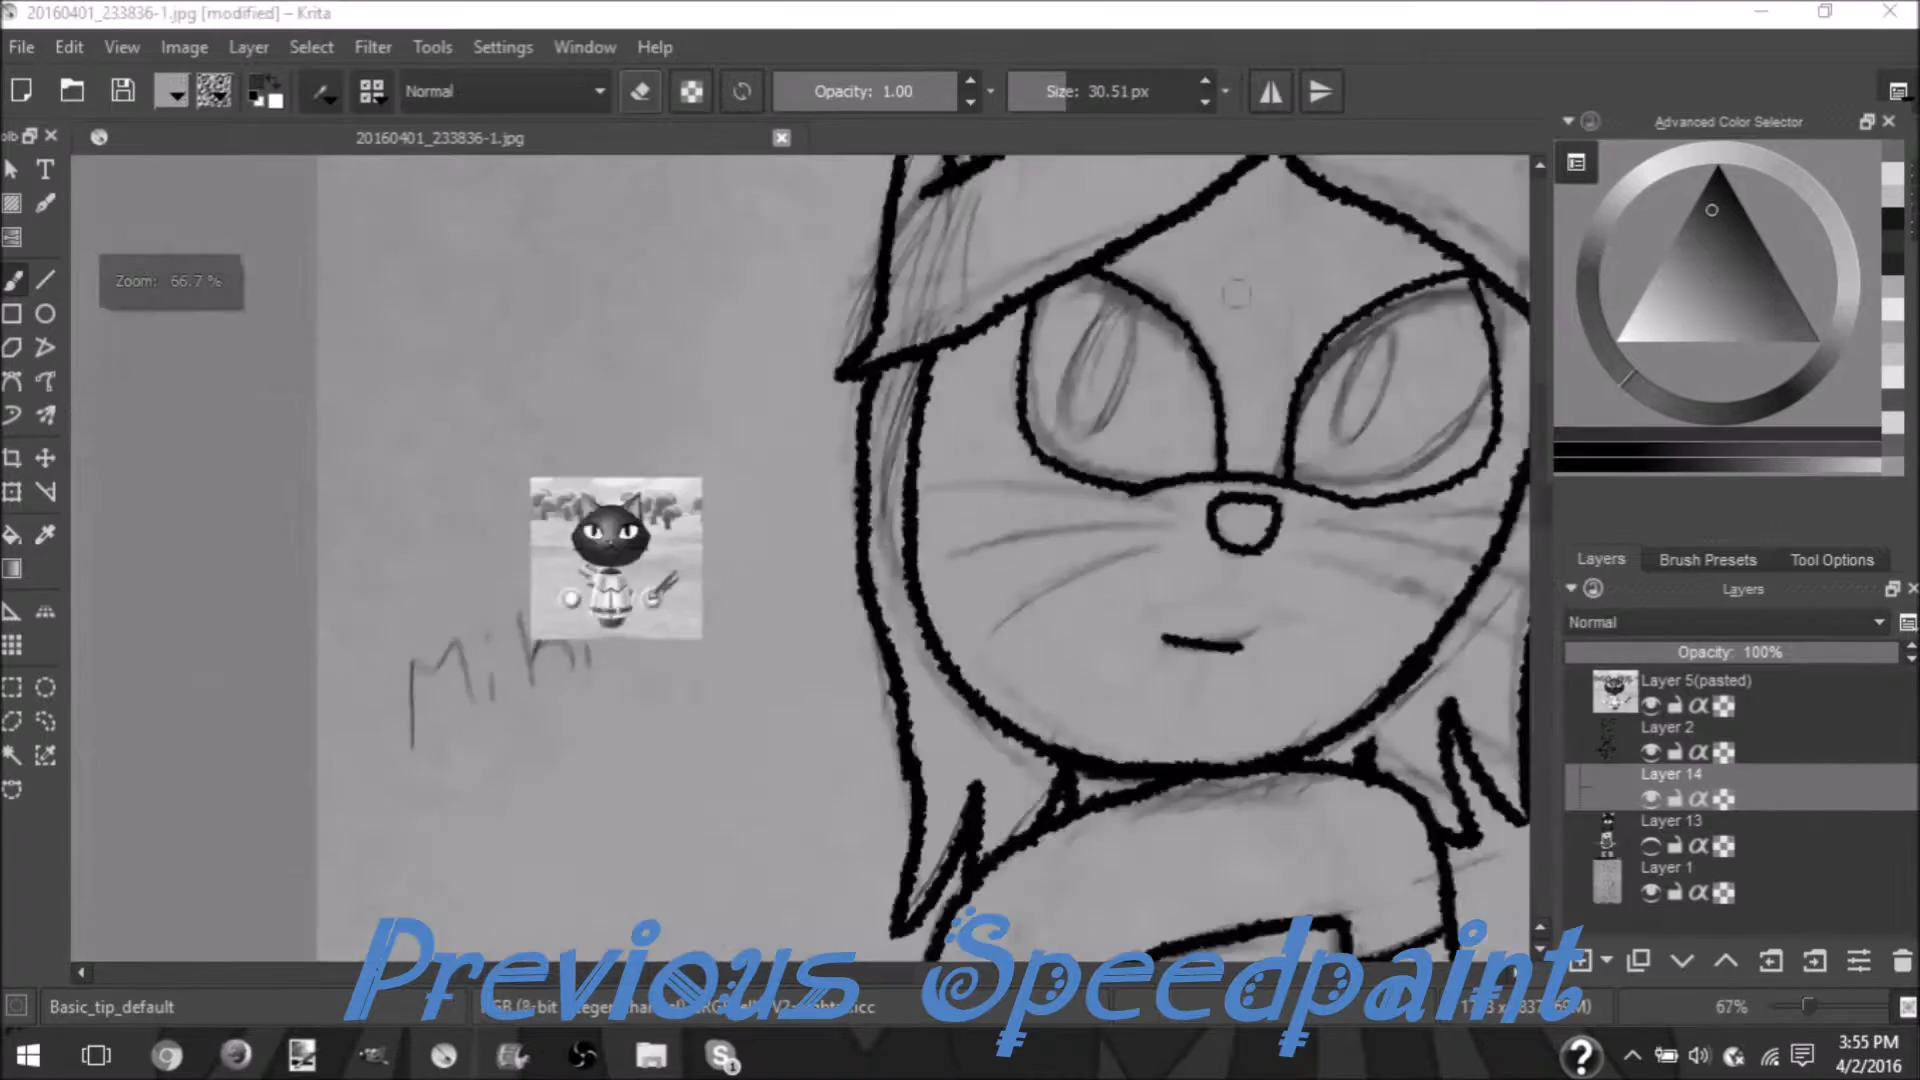 20160401_233836-1.jpg [modified] – Krita
File Edit View Image Layer Select Filter Tools Settings Window Help
Normal
Opacity: 1.00
Size: 30.51 px
20160401_233836-1.jpg
Advanced Color Selector
Zoom: 66.7 %
Miki
Layers Brush Presets Tool Options
Layers
Normal
Opacity: 100%
Layer 5(pasted)
Layer 2
Layer 14
Layer 13
Layer 1
Previous Speedpaint
Basic_tip_default
67%
3:55 PM
4/2/2016